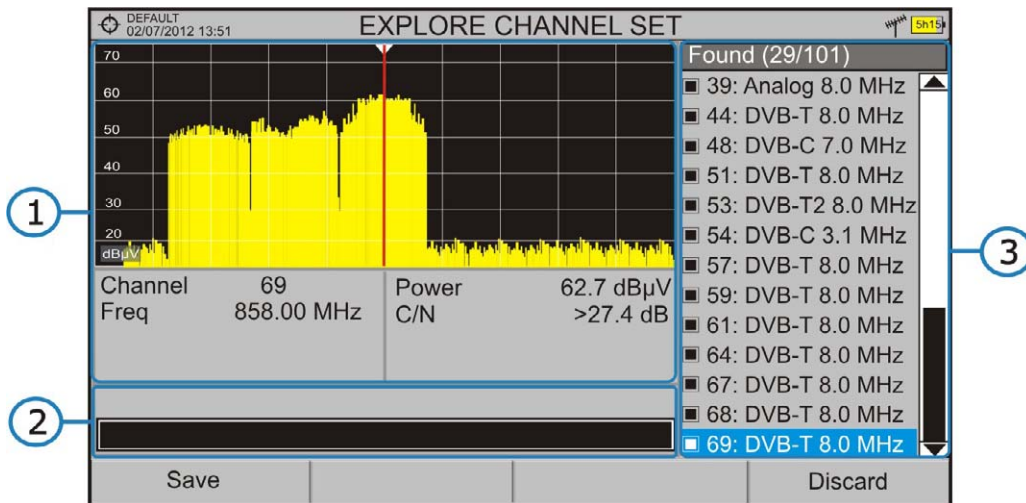 DEFAULT
02/07/2012 13:51
EXPLORE CHANNEL SET
5h15
70
60
50
40
30
20
dBµV
Channel 69
Freq 858.00 MHz
Power 62.7 dBµV
C/N >27.4 dB
Found (29/101)
39: Analog 8.0 MHz
44: DVB-T 8.0 MHz
48: DVB-C 7.0 MHz
51: DVB-T 8.0 MHz
53: DVB-T2 8.0 MHz
54: DVB-C 3.1 MHz
57: DVB-T 8.0 MHz
59: DVB-T 8.0 MHz
61: DVB-T 8.0 MHz
64: DVB-T 8.0 MHz
67: DVB-T 8.0 MHz
68: DVB-T 8.0 MHz
69: DVB-T 8.0 MHz
Save
Discard
1
2
3